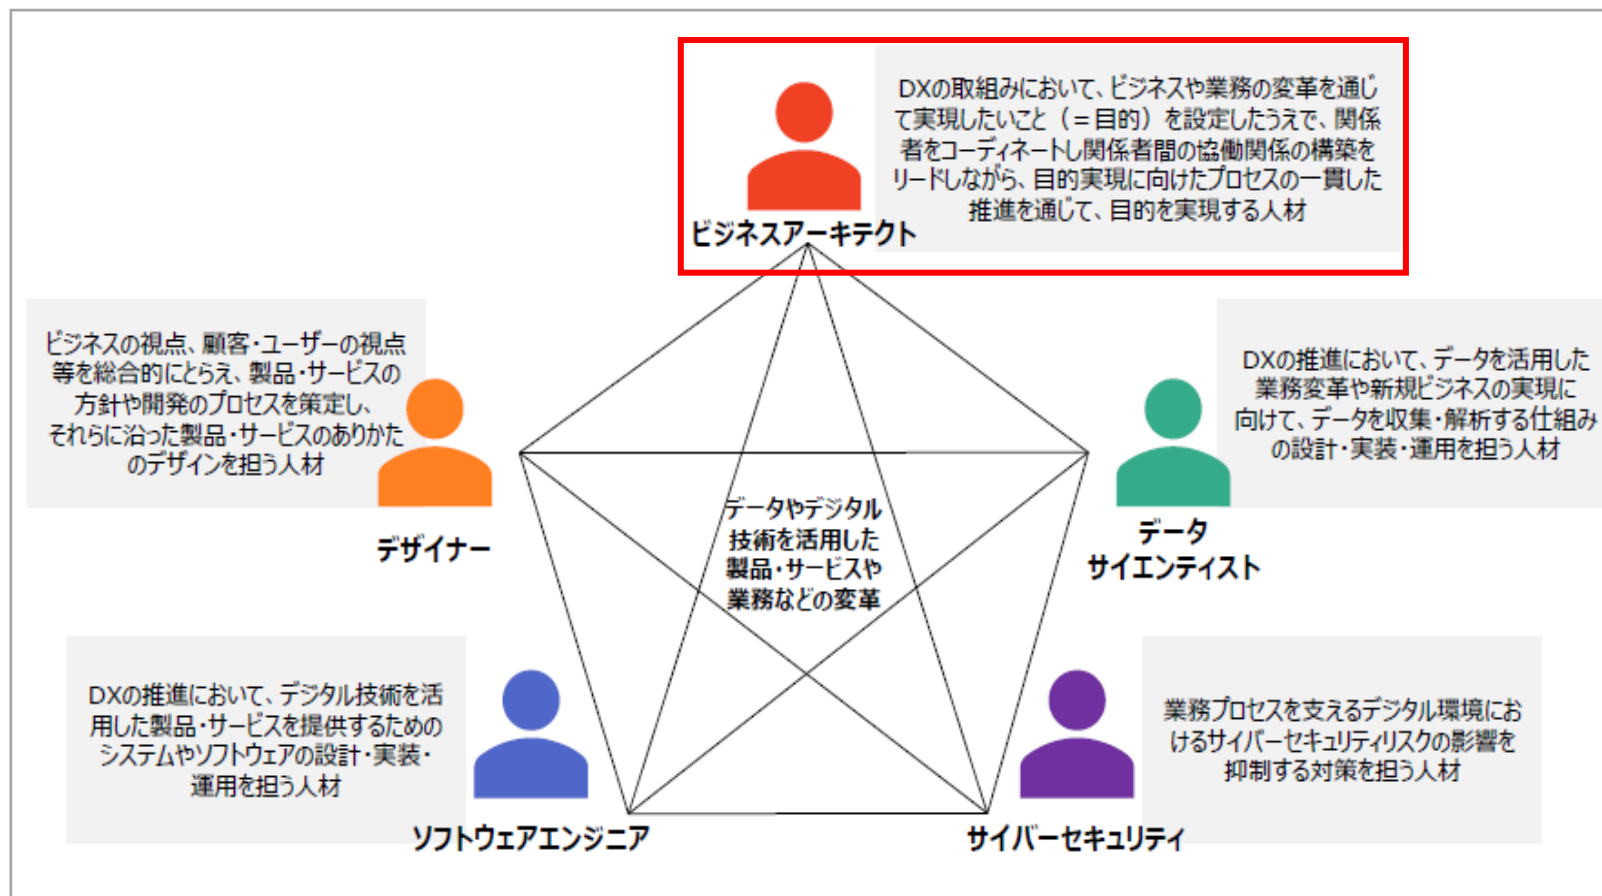 DXの取組みにおいて、ビジネスや業務の変革を通じ
て実現したいこと（＝目的）を設定したうえで、関係
者をコーディネートし関係者間の協働関係の構築を
リードしながら、目的実現に向けたプロセスの一貫した
推進を通じて、目的を実現する人材
ビジネスアーキテクト
ビジネスの視点、顧客・ユーザーの視点
等を総合的にとらえ、製品・サービスの
方針や開発のプロセスを策定し、
それらに沿った製品・サービスのありかた
のデザインを担う人材
デザイナー
DXの推進において、データを活用した
業務変革や新規ビジネスの実現に
向けて、データを収集・解析する仕組み
の設計・実装・運用を担う人材
データ
サイエンティスト
データやデジタル
技術を活用した
製品・サービスや
業務などの変革
DXの推進において、デジタル技術を活
用した製品・サービスを提供するための
システムやソフトウェアの設計・実装・
運用を担う人材
ソフトウェアエンジニア
業務プロセスを支えるデジタル環境にお
けるサイバーセキュリティリスクの影響を
抑制する対策を担う人材
サイバーセキュリティ